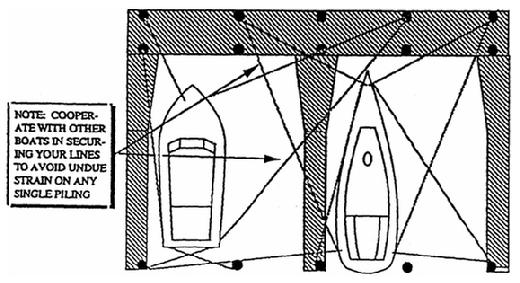 NOTE: COOPER-
ATE WITH OTHER
BOATS IN SECUR-
ING YOUR LINES
TO AVOID UNDUE
STRAIN ON ANY
SINGLE PILING